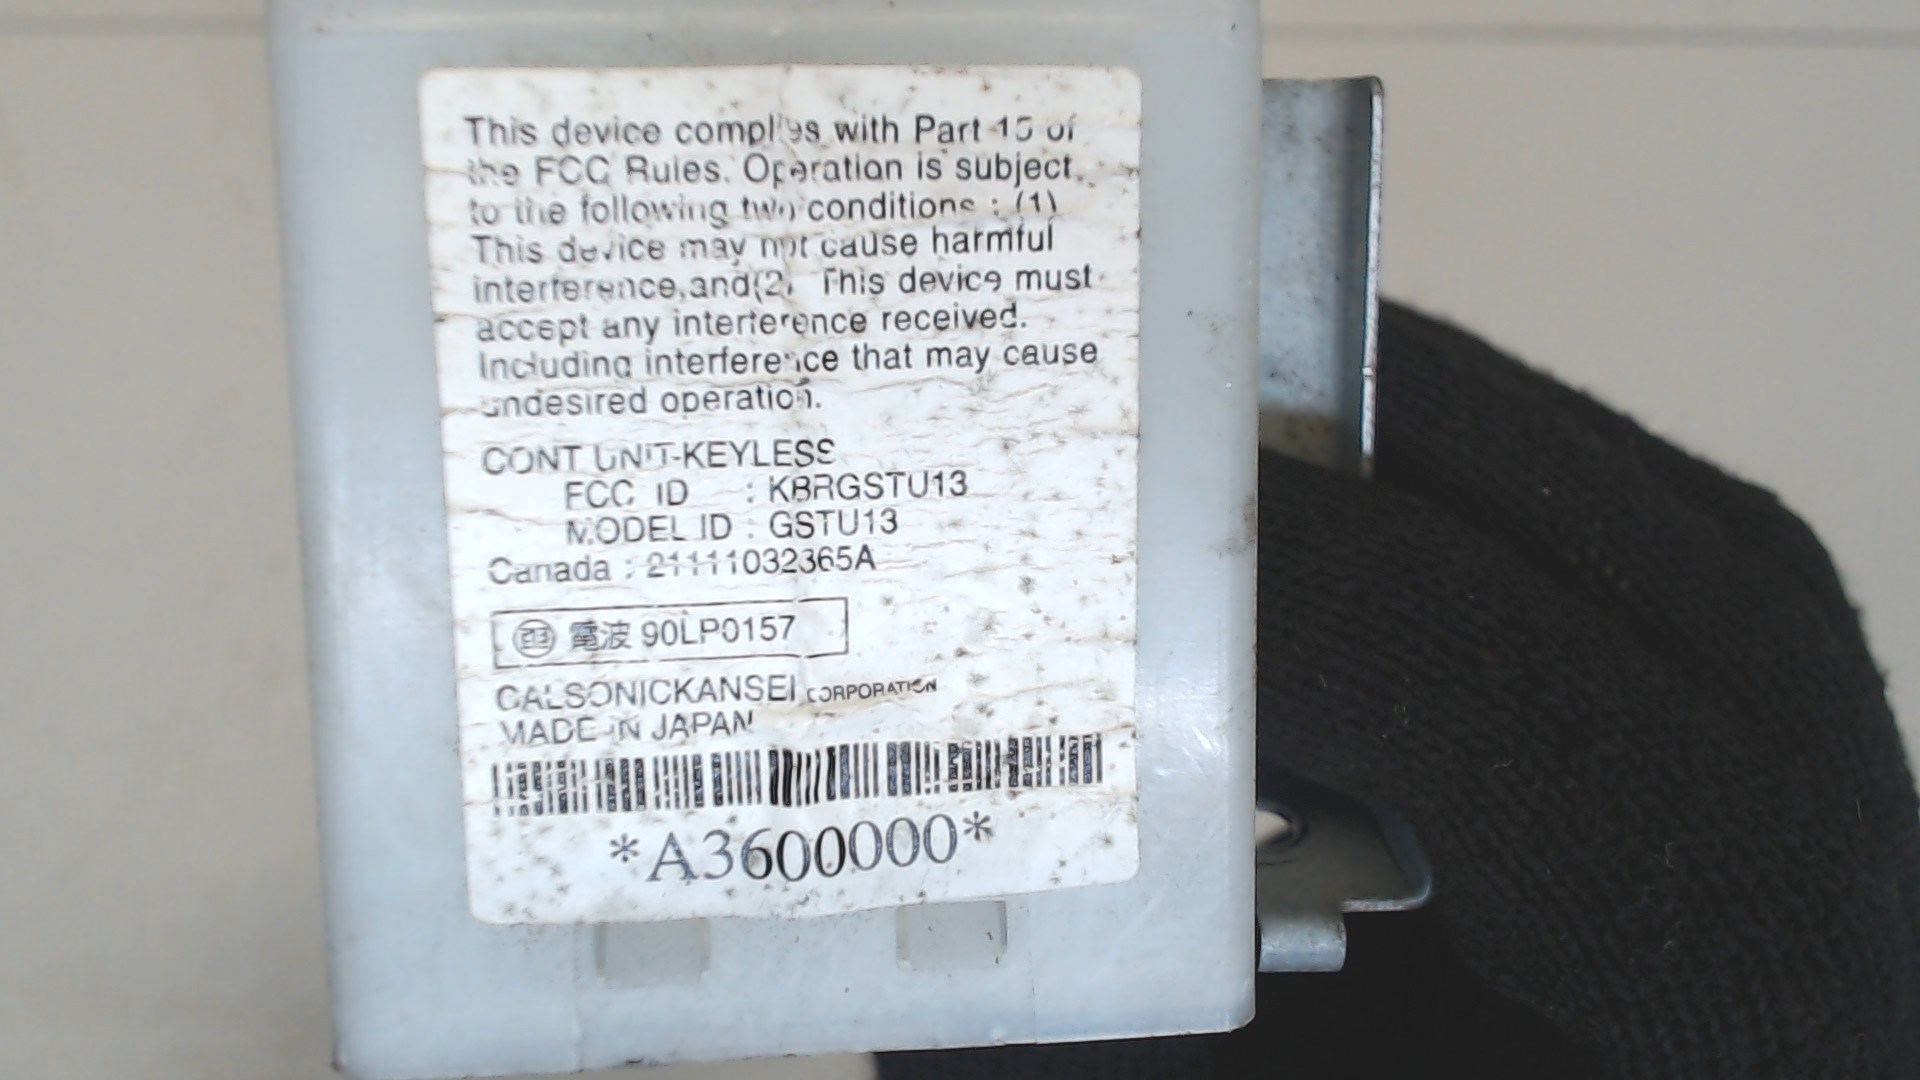 This device complies with Part 15 of
the FCC Rules. Operation is subject
to the following two conditions : (1)
This device may not cause harmful
interference,and(2) This device must
accept any interference received.
Including interference that may cause
undesired operation.
CONT UNIT-KEYLESS
FCC ID : KBRGSTU13
MODEL ID : GSTU13
Canada : 21111032365A
電波 90LP0157
CALSONICKANSEI CORPORATION
MADE IN JAPAN
*A3600000*